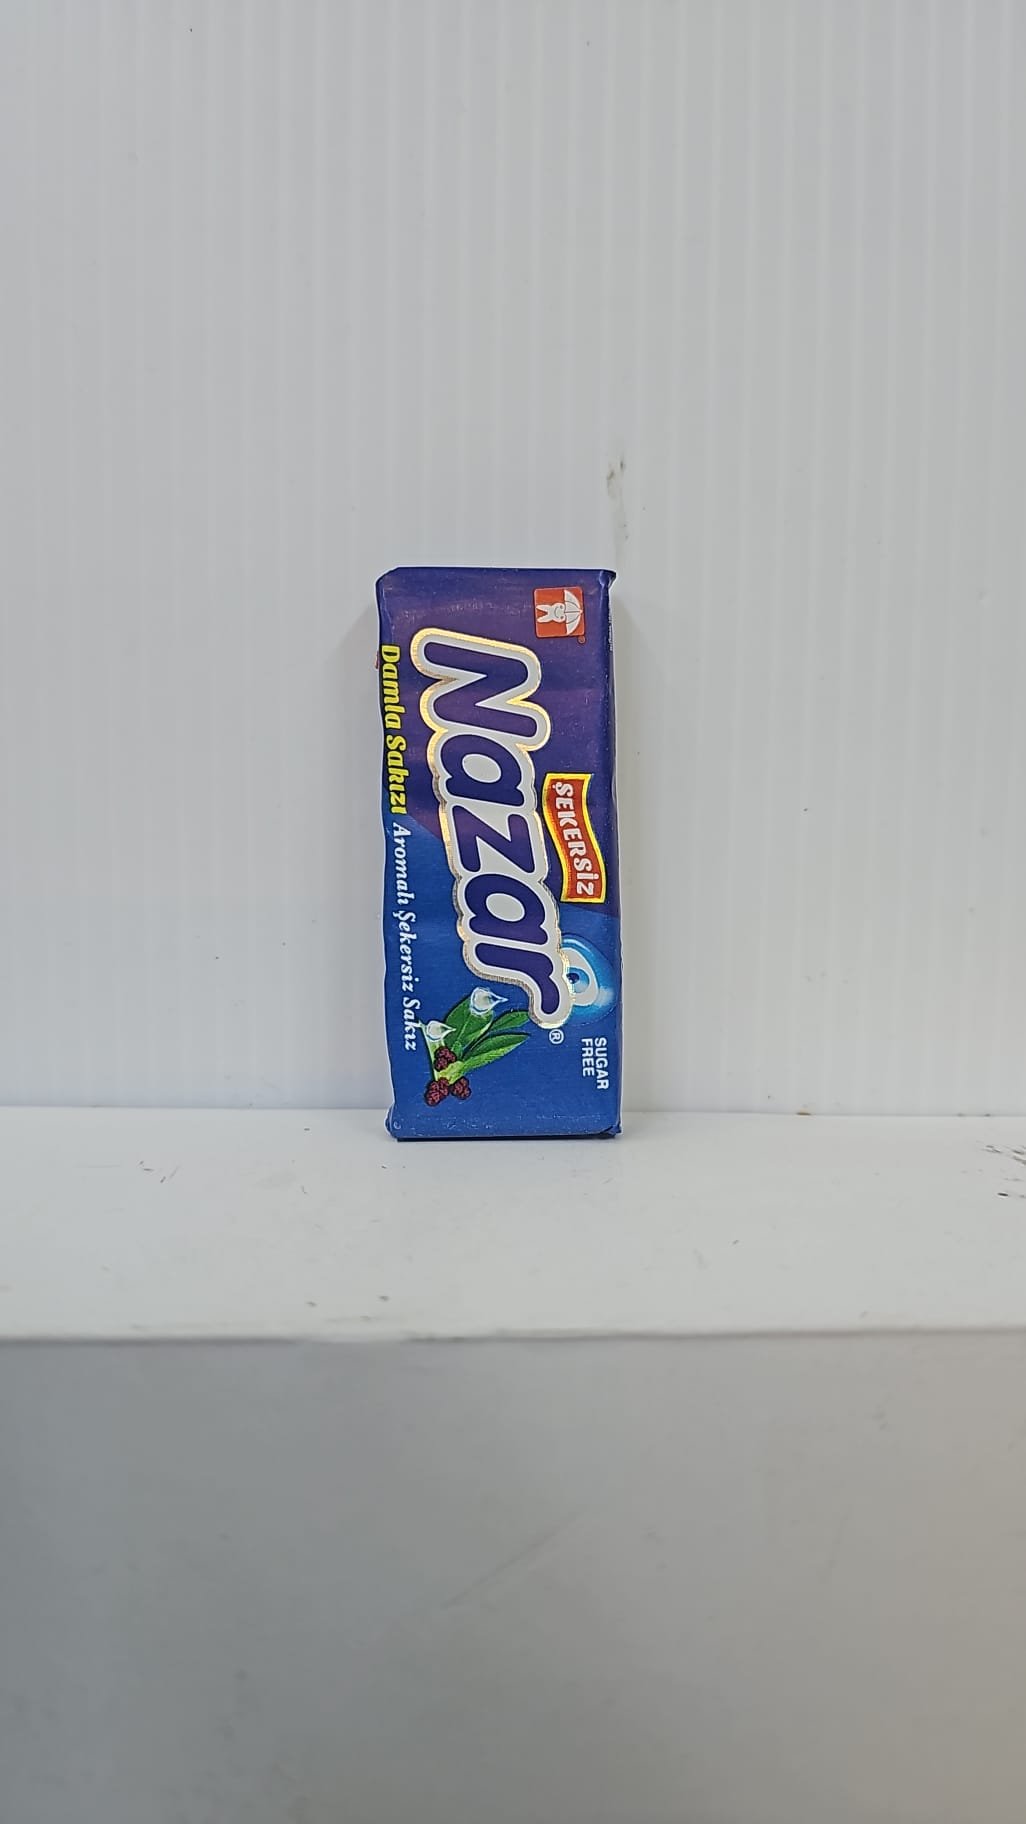 ŞEKERSİZ
Nazar®
SUGAR
FREE
Damla Sakızı Aromalı Şekersiz Sakız